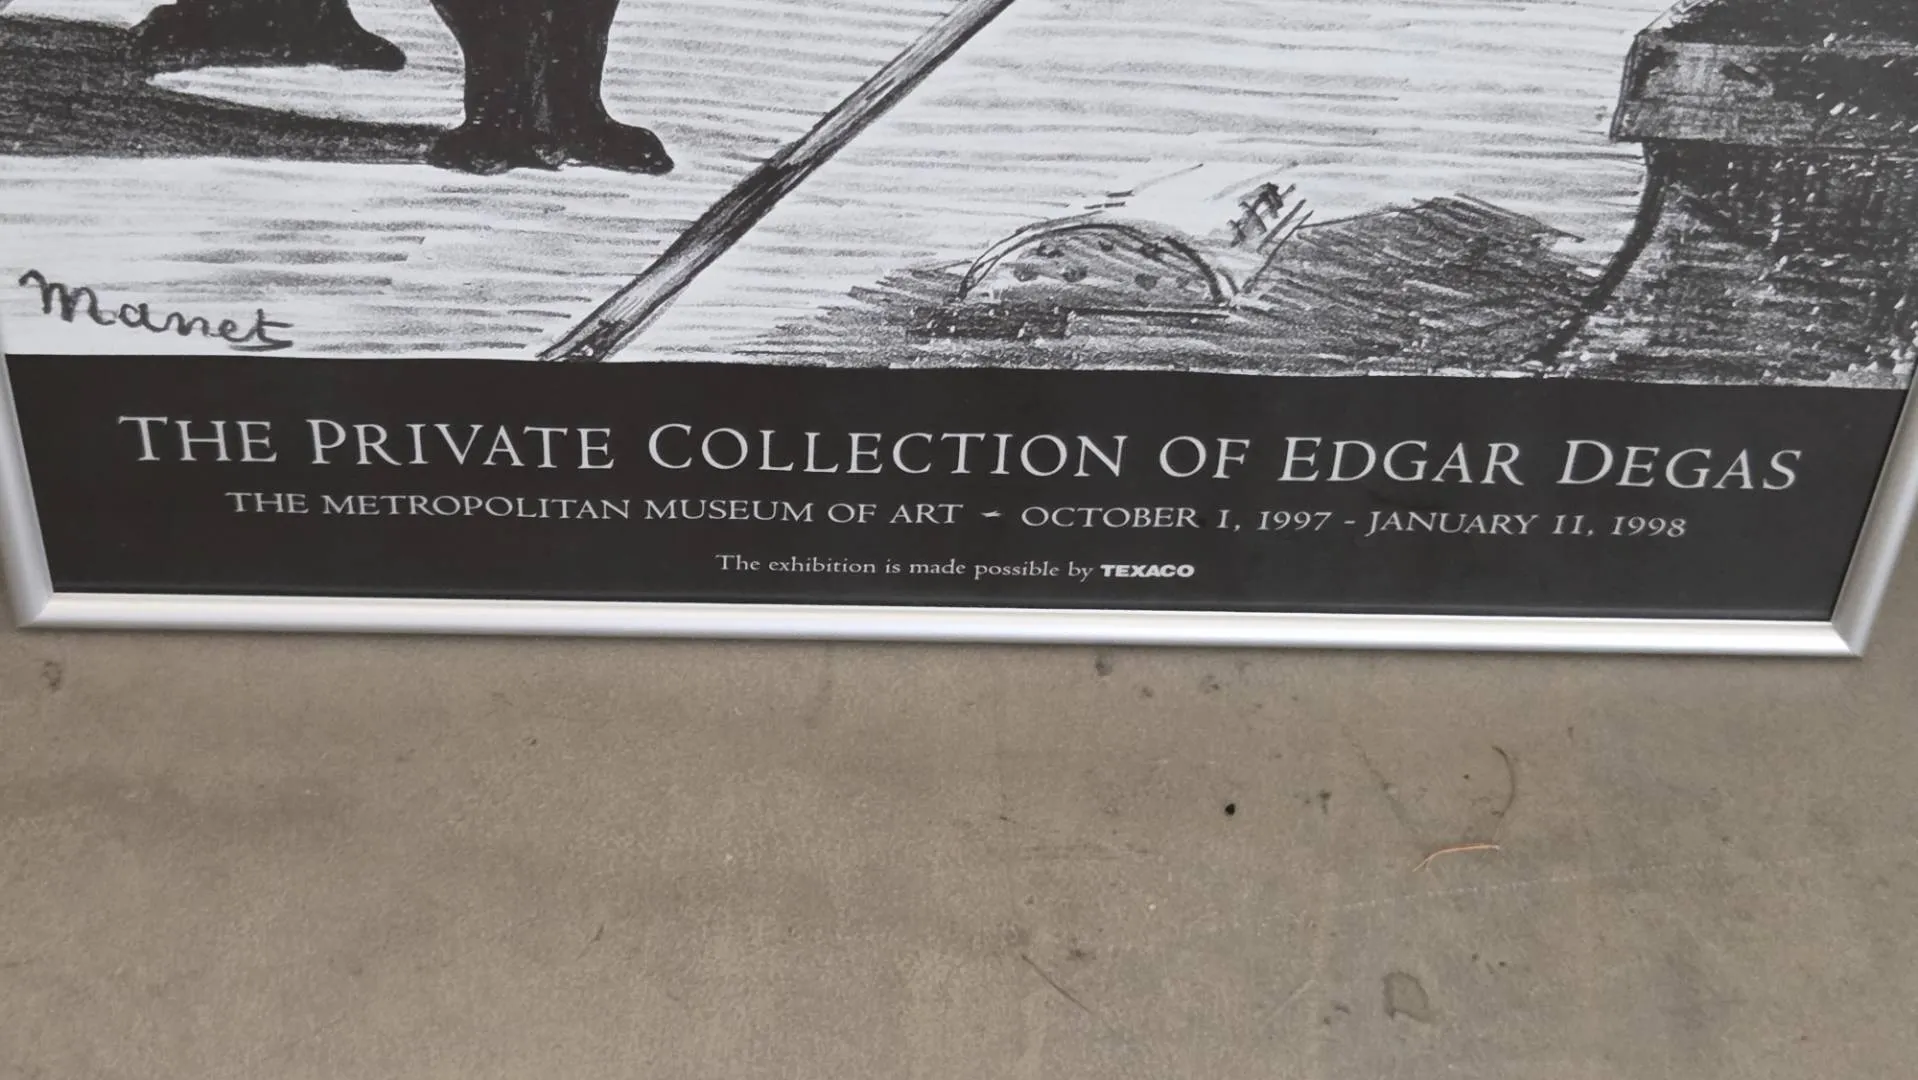 Manet
THE PRIVATE COLLECTION OF EDGAR DEGAS
THE METROPOLITAN MUSEUM OF ART - OCTOBER 1, 1997 - JANUARY 11, 1998
The exhibition is made possible by TEXACO